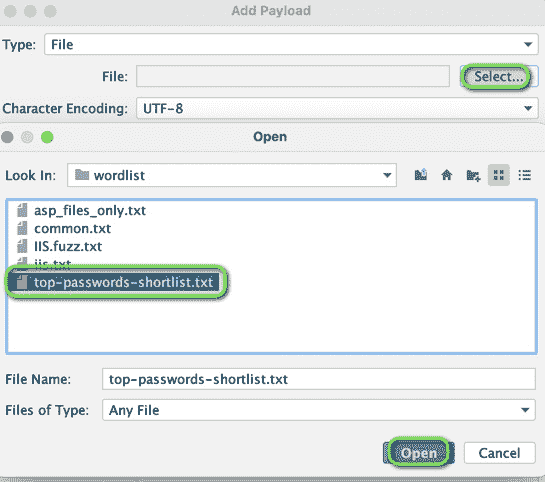 Add Payload
Type: File
File: Select...
Character Encoding: UTF-8
Open
Look In: wordlist
asp_files_only.txt
common.txt
IIS.fuzz.txt
iis.txt
top-passwords-shortlist.txt
File Name: top-passwords-shortlist.txt
Files of Type: Any File
Open Cancel